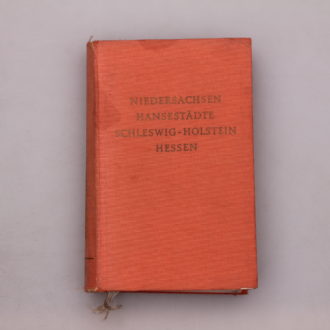 NIEDERSACHSEN
HANSESTÄDTE
SCHLESWIG-HOLSTEIN
HESSEN